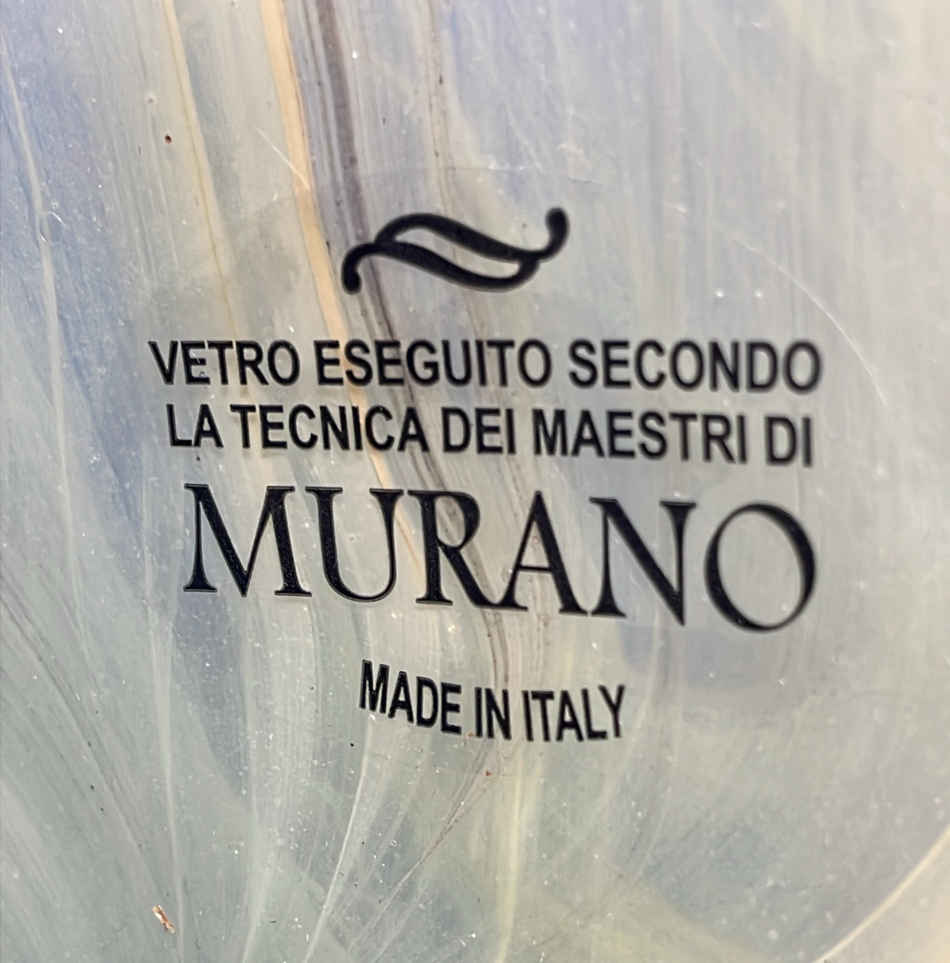 VETRO ESEGUITO SECONDO
LA TECNICA DEI MAESTRI DI
MURANO
MADE IN ITALY